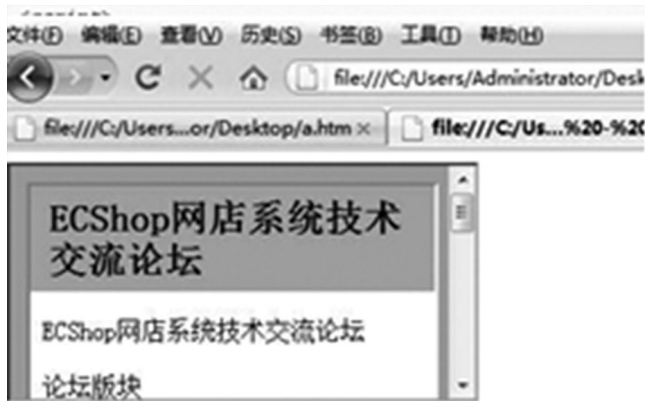 文件(F) 编辑(E) 查看(V) 历史(S) 书签(B) 工具(T) 帮助(H)
file:///C:/Users/Administrator/Desk
file:///C:/Users...or/Desktop/a.htm × file:///C:/Us...%20-%20
ECShop网店系统技术
交流论坛
ECShop网店系统技术交流论坛
论坛版块